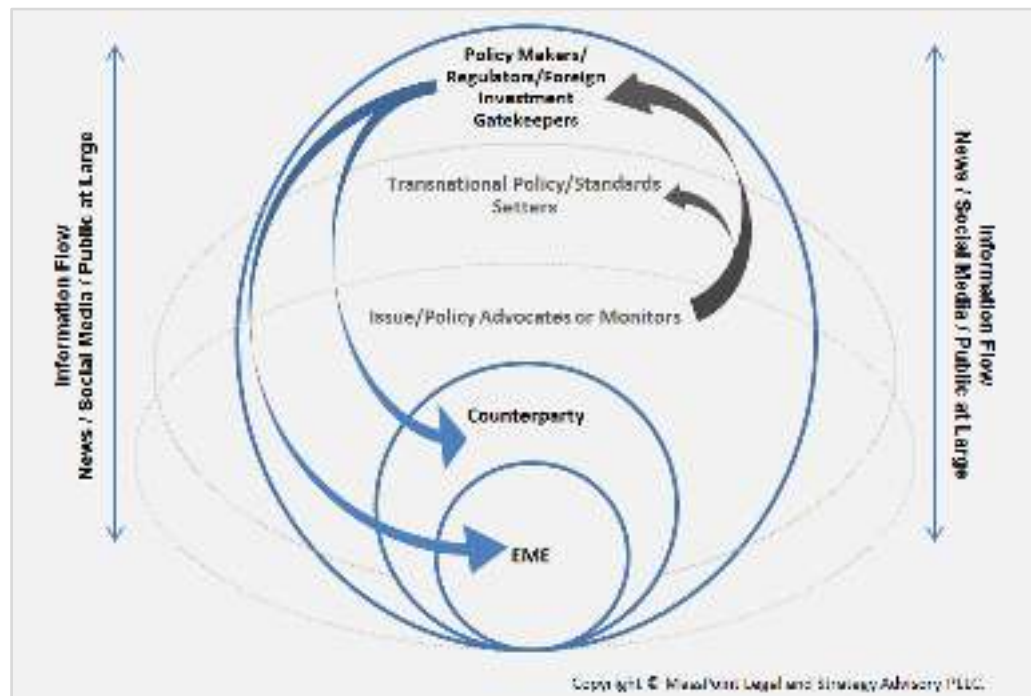 Policy Makers/
Regulators/Foreign
Investment
Gatekeepers
Transnational Policy/Standards
Setters
Issue/Policy Advocates or Monitors
Counterparty
EME
Information Flow
News / Social Media / Public at Large
Information Flow
News / Social Media / Public at Large
Copyright © MassPoint Legal and Strategy Advisory PLLC.